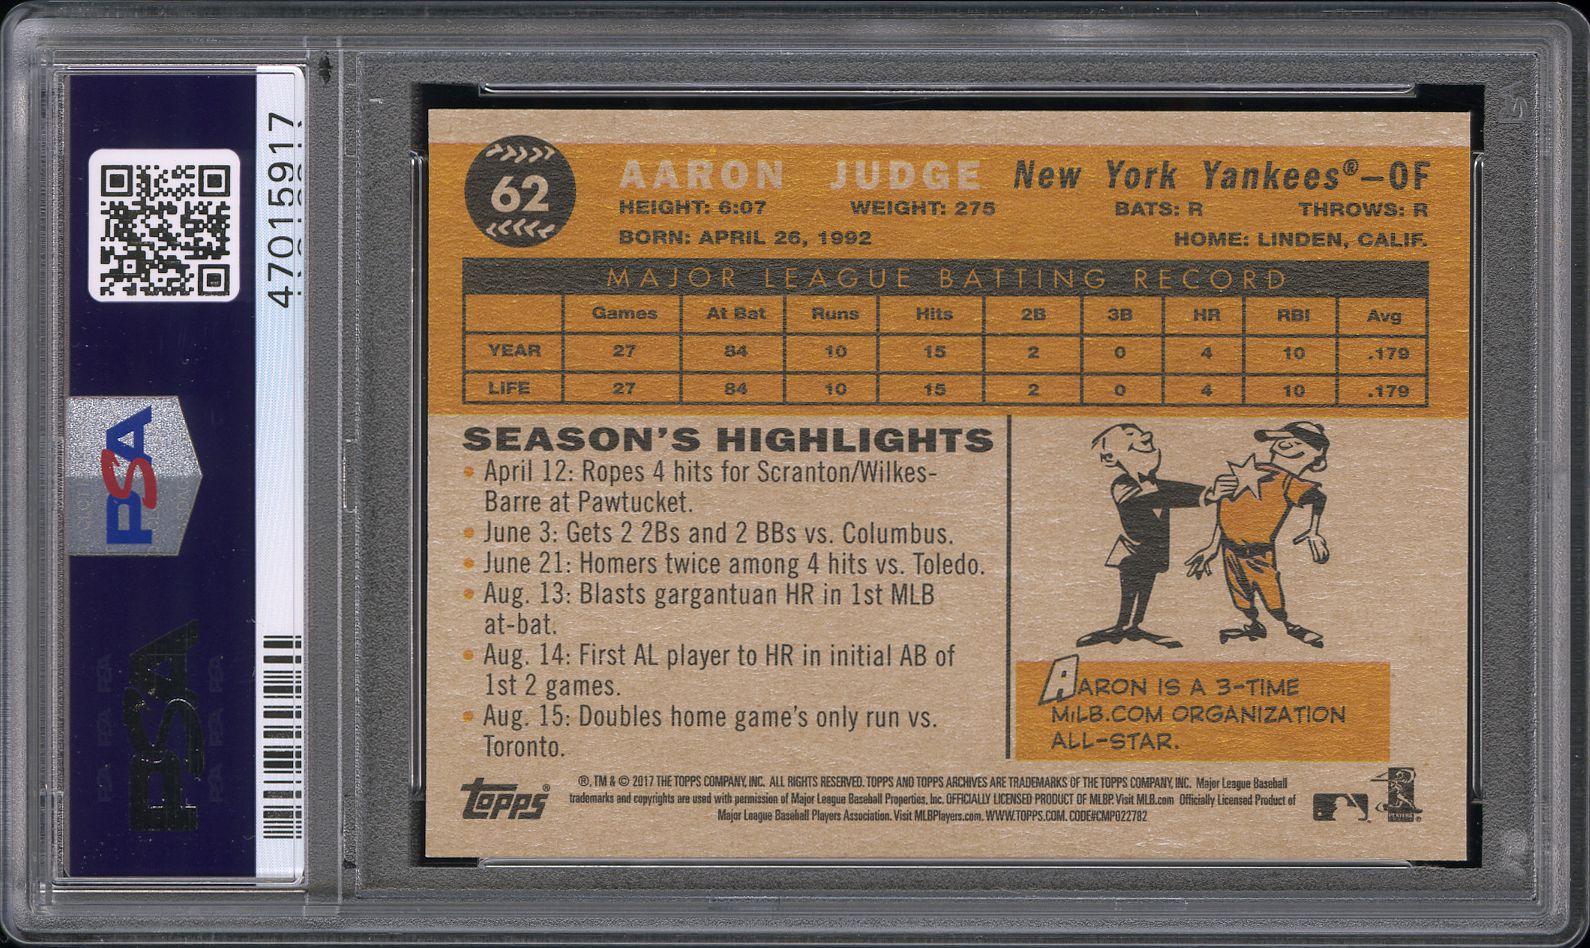 47015917
PSA
PSA
62
AARON JUDGE New York Yankees®–OF
HEIGHT: 6:07 WEIGHT: 275 BATS: R THROWS: R
BORN: APRIL 26, 1992 HOME: LINDEN, CALIF.
MAJOR LEAGUE BATTING RECORD
Games At Bat Runs Hits 2B 3B HR RBI Avg
YEAR 27 84 10 15 2 0 4 10 .179
LIFE 27 84 10 15 2 0 4 10 .179
SEASON'S HIGHLIGHTS
• April 12: Ropes 4 hits for Scranton/Wilkes-
Barre at Pawtucket.
• June 3: Gets 2 2Bs and 2 BBs vs. Columbus.
• June 21: Homers twice among 4 hits vs. Toledo.
• Aug. 13: Blasts gargantuan HR in 1st MLB
at-bat.
• Aug. 14: First AL player to HR in initial AB of
1st 2 games.
• Aug. 15: Doubles home game's only run vs.
Toronto.
AARON IS A 3-TIME
MiLB.COM ORGANIZATION
ALL-STAR.
Topps®
®, TM & © 2017 THE TOPPS COMPANY, INC. ALL RIGHTS RESERVED. TOPPS AND TOPPS ARCHIVES ARE TRADEMARKS OF THE TOPPS COMPANY, INC. Major League Baseball
trademarks and copyrights are used with permission of Major League Baseball Properties, Inc. OFFICIALLY LICENSED PRODUCT OF MLBP. Visit MLB.com Officially Licensed Product of
Major League Baseball Players Association. Visit MLBPlayers.com. WWW.TOPPS.COM. CODE#CMP022782